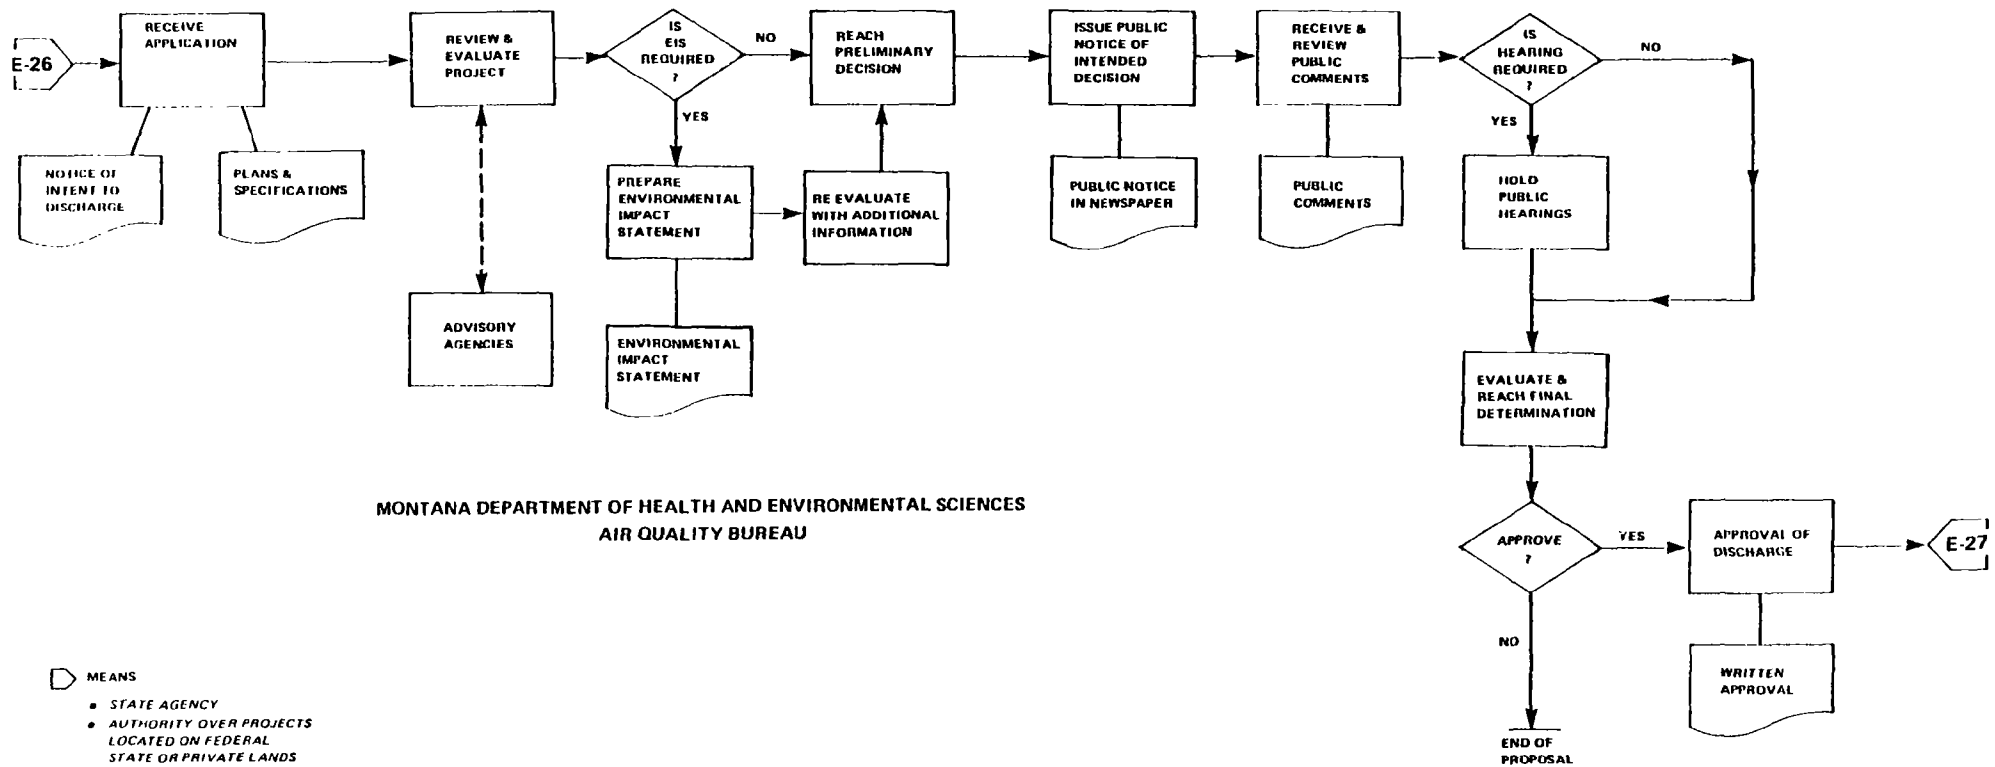 E-26
RECEIVE
APPLICATION
NOTICE OF
INTENT TO
DISCHARGE
PLANS &
SPECIFICATIONS
REVIEW &
EVALUATE
PROJECT
ADVISORY
AGENCIES
IS
EIS
REQUIRED
?
NO
YES
PREPARE
ENVIRONMENTAL
IMPACT
STATEMENT
ENVIRONMENTAL
IMPACT
STATEMENT
RE EVALUATE
WITH ADDITIONAL
INFORMATION
REACH
PRELIMINARY
DECISION
ISSUE PUBLIC
NOTICE OF
INTENDED
DECISION
PUBLIC NOTICE
IN NEWSPAPER
RECEIVE &
REVIEW
PUBLIC
COMMENTS
PUBLIC
COMMENTS
IS
HEARING
REQUIRED
?
NO
YES
HOLD
PUBLIC
HEARINGS
EVALUATE &
REACH FINAL
DETERMINATION
APPROVE
?
YES
APPROVAL OF
DISCHARGE
E-27
WRITTEN
APPROVAL
NO
END OF
PROPOSAL
MONTANA DEPARTMENT OF HEALTH AND ENVIRONMENTAL SCIENCES
AIR QUALITY BUREAU
MEANS
• STATE AGENCY
• AUTHORITY OVER PROJECTS
LOCATED ON FEDERAL
STATE OR PRIVATE LANDS